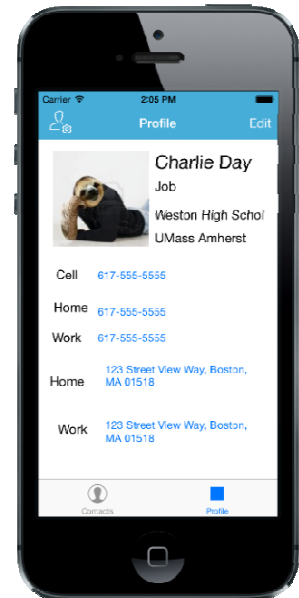 Carrier 2:05 PM
Profile Edit
Charlie Day
Job
Weston High Schol
UMass Amherst
Cell 617-555-5555
Home 617-555-5555
Work 617-555-5555
Home 123 Street View Way, Boston,
MA 01518
Work 123 Street View Way, Boston,
MA 01518
Contacts Profile